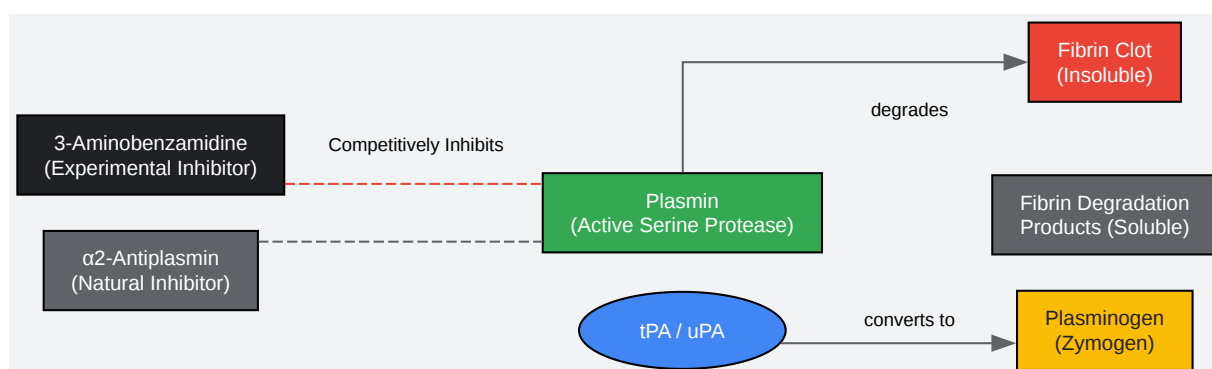 Fibrin Clot
(Insoluble)
degrades
3-Aminobenzamidine
(Experimental Inhibitor)
Competitively Inhibits
Plasmin
(Active Serine Protease)
Fibrin Degradation
Products (Soluble)
α2-Antiplasmin
(Natural Inhibitor)
tPA / uPA
converts to
Plasminogen
(Zymogen)